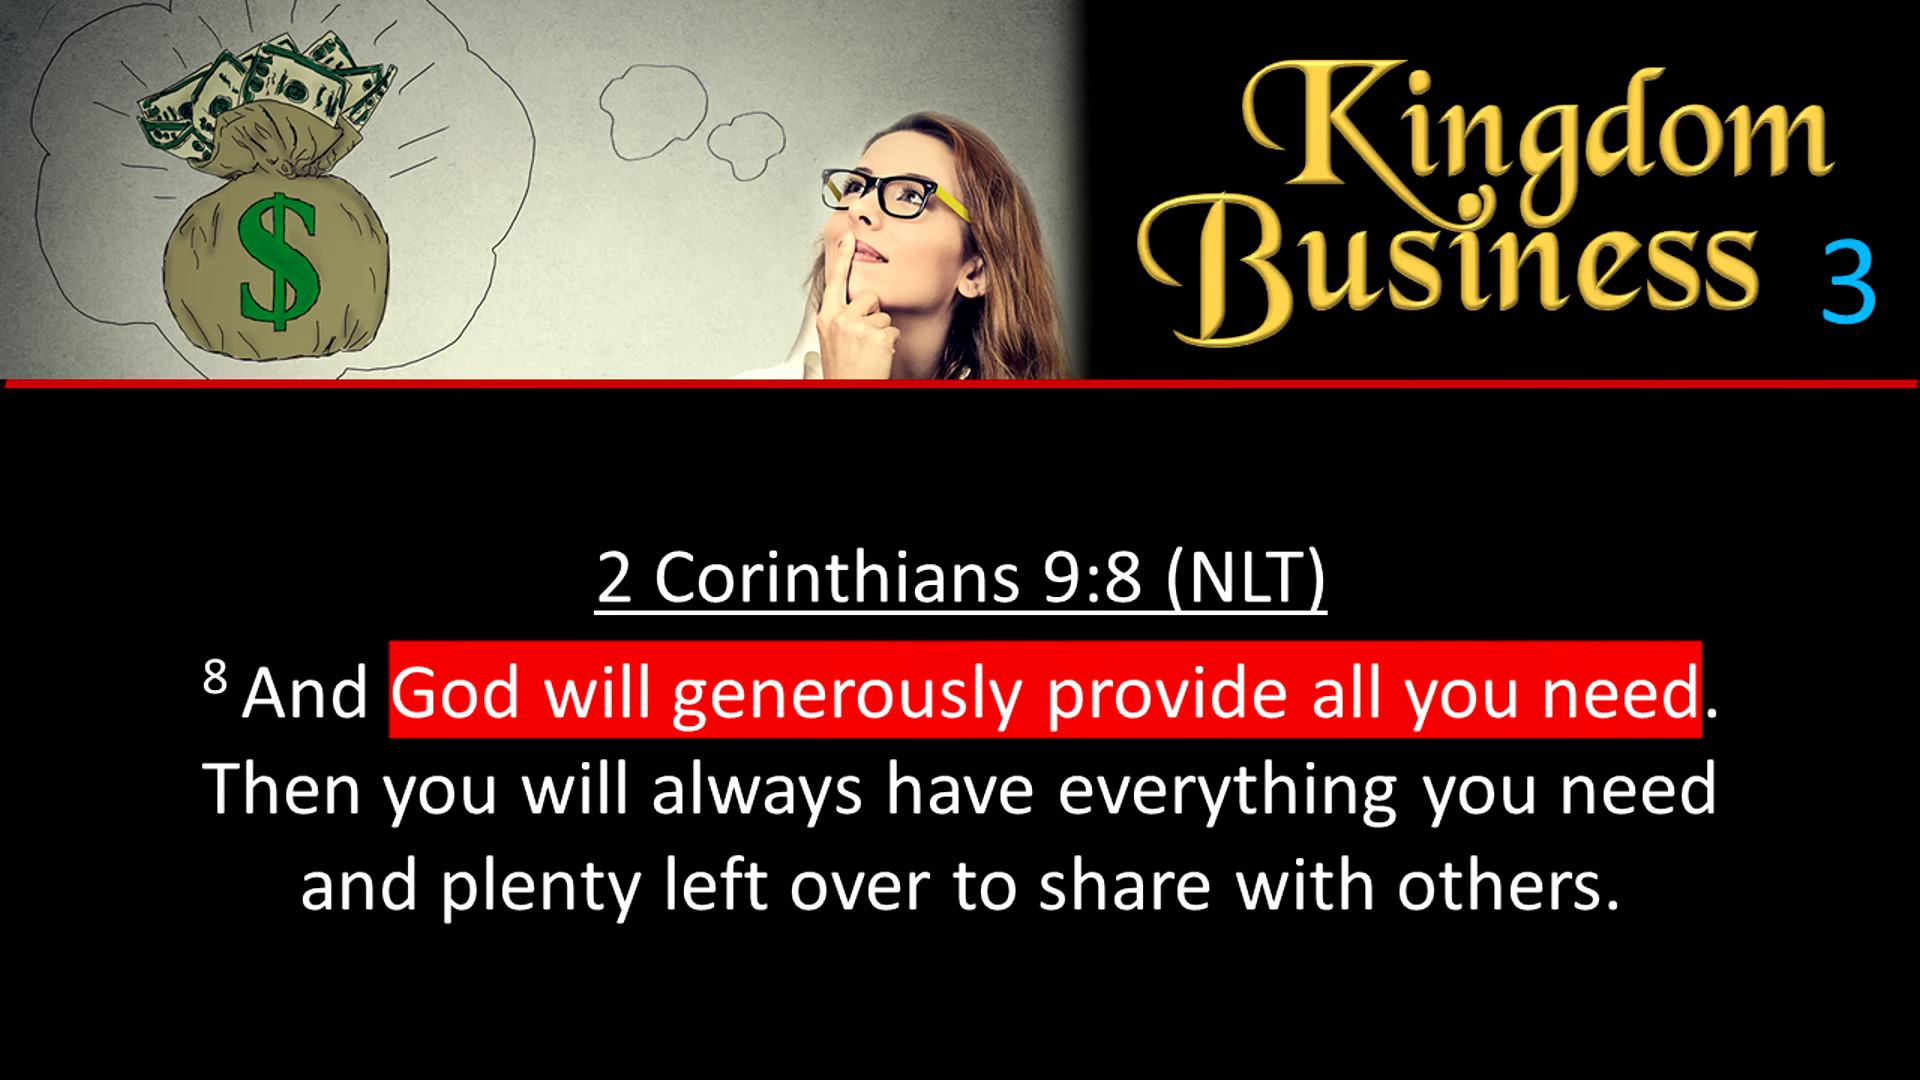 Kingdom
Business 3
$
2 Corinthians 9:8 (NLT)
8 And God will generously provide all you need.
Then you will always have everything you need
and plenty left over to share with others.